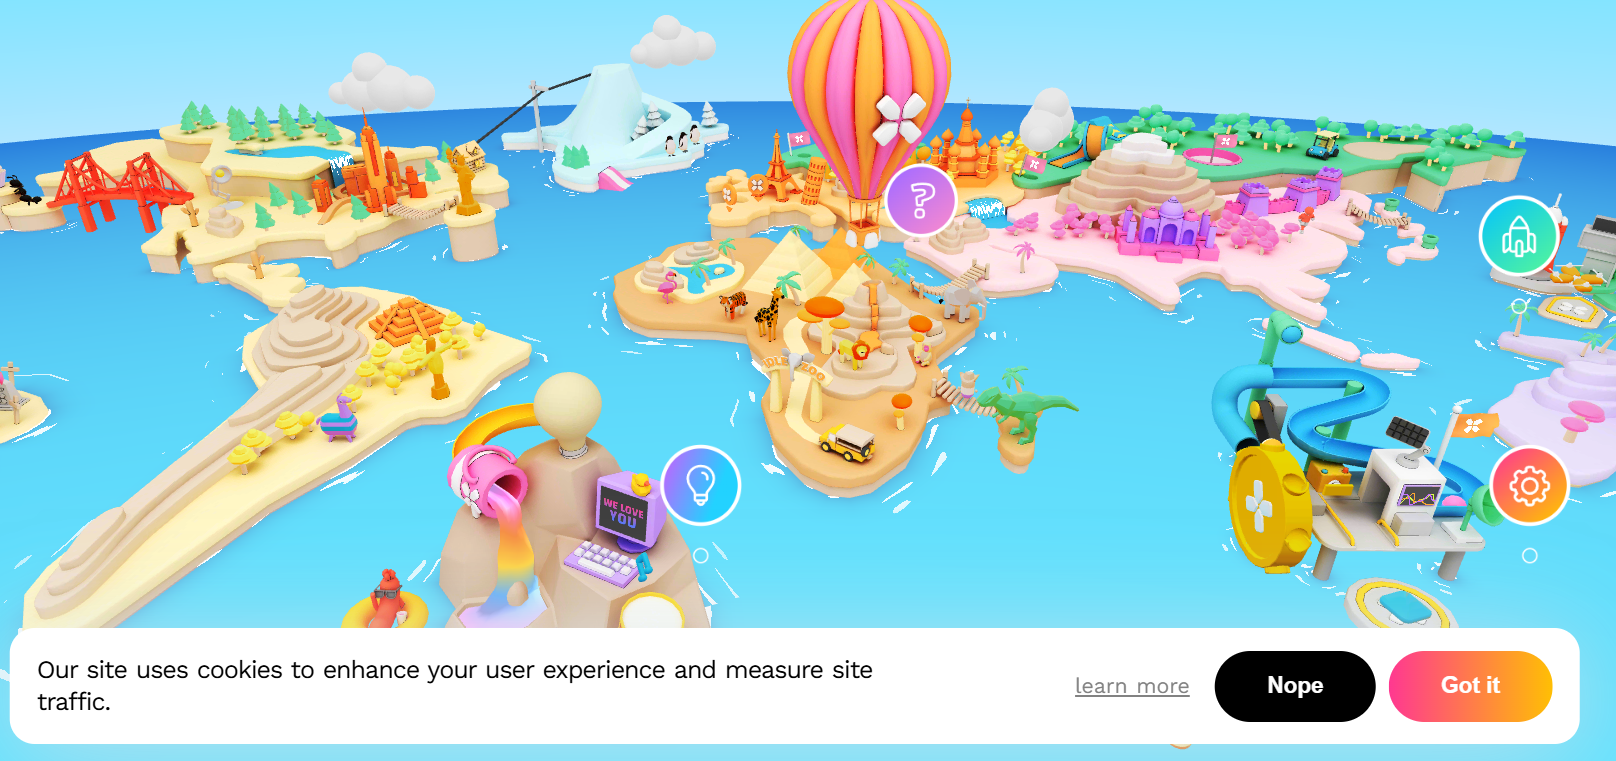 ZOO
WE LOVE
YOU
Our site uses cookies to enhance your user experience and measure site
traffic.
learn more
Nope
Got it